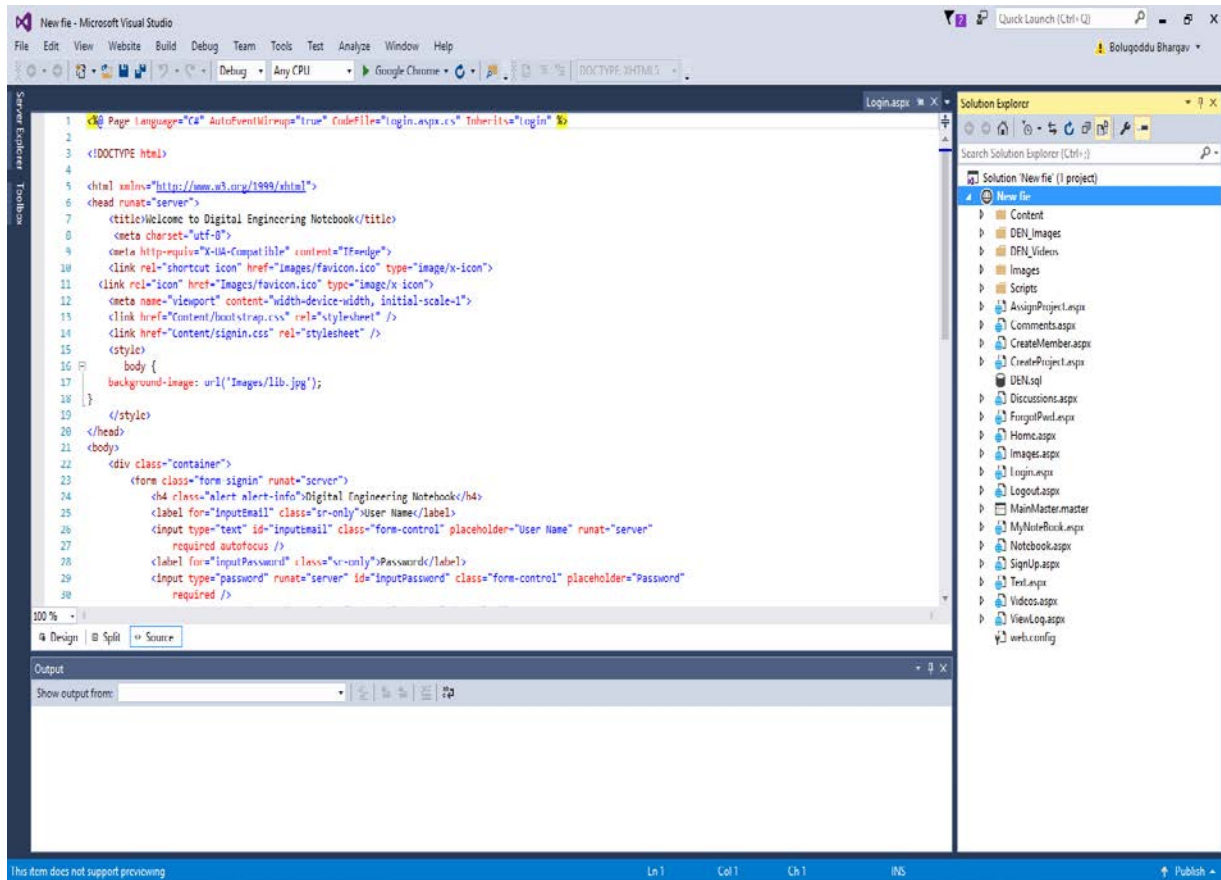 New fie - Microsoft Visual Studio
2
Quick Launch (Ctrl+Q)
File Edit View Website Build Debug Team Tools Test Analyze Window Help
Bolugoddu Bhargav
Debug Any CPU Google Chrome DOCTYPE: XHTML5
Server Explorer
Toolbox
Login.aspx
1 <%@ Page Language="C#" AutoEventWireup="true" CodeFile="Login.aspx.cs" Inherits="Login" %>
2
3 <!DOCTYPE html>
4
5 <html xmlns="http://www.w3.org/1999/xhtml">
6 <head runat="server">
7 <title>Welcome to Digital Engineering Notebook</title>
8 <meta charset="utf-8">
9 <meta http-equiv="X-UA-Compatible" content="IE=edge">
10 <link rel="shortcut icon" href="Images/favicon.ico" type="image/x-icon">
11 <link rel="icon" href="Images/favicon.ico" type="image/x-icon">
12 <meta name="viewport" content="width=device-width, initial-scale=1">
13 <link href="Content/bootstrap.css" rel="stylesheet" />
14 <link href="Content/signin.css" rel="stylesheet" />
15 <style>
16 body {
17 background-image: url('Images/lib.jpg');
18 }
19 </style>
20 </head>
21 <body>
22 <div class="container">
23 <form class="form-signin" runat="server">
24 <h4 class="alert alert-info">Digital Engineering Notebook</h4>
25 <label for="inputEmail" class="sr-only">User Name</label>
26 <input type="text" id="inputEmail" class="form-control" placeholder="User Name" runat="server"
27 required autofocus />
28 <label for="inputPassword" class="sr-only">Password</label>
29 <input type="password" runat="server" id="inputPassword" class="form-control" placeholder="Password"
30 required />
100 %
Design Split Source
Output
Show output from:
Solution Explorer
Search Solution Explorer (Ctrl+;)
Solution 'New fie' (1 project)
New fie
Content
DEN_Images
DEN_Videos
Images
Scripts
AssignProject.aspx
Comments.aspx
CreateMember.aspx
CreateProject.aspx
DEN.sql
Discussions.aspx
ForgotPwd.aspx
Home.aspx
Images.aspx
Login.aspx
Logout.aspx
MainMaster.master
MyNoteBook.aspx
Notebook.aspx
SignUp.aspx
Text.aspx
Videos.aspx
ViewLog.aspx
web.config
This item does not support previewing
Ln 1 Col 1 Ch 1 INS
Publish